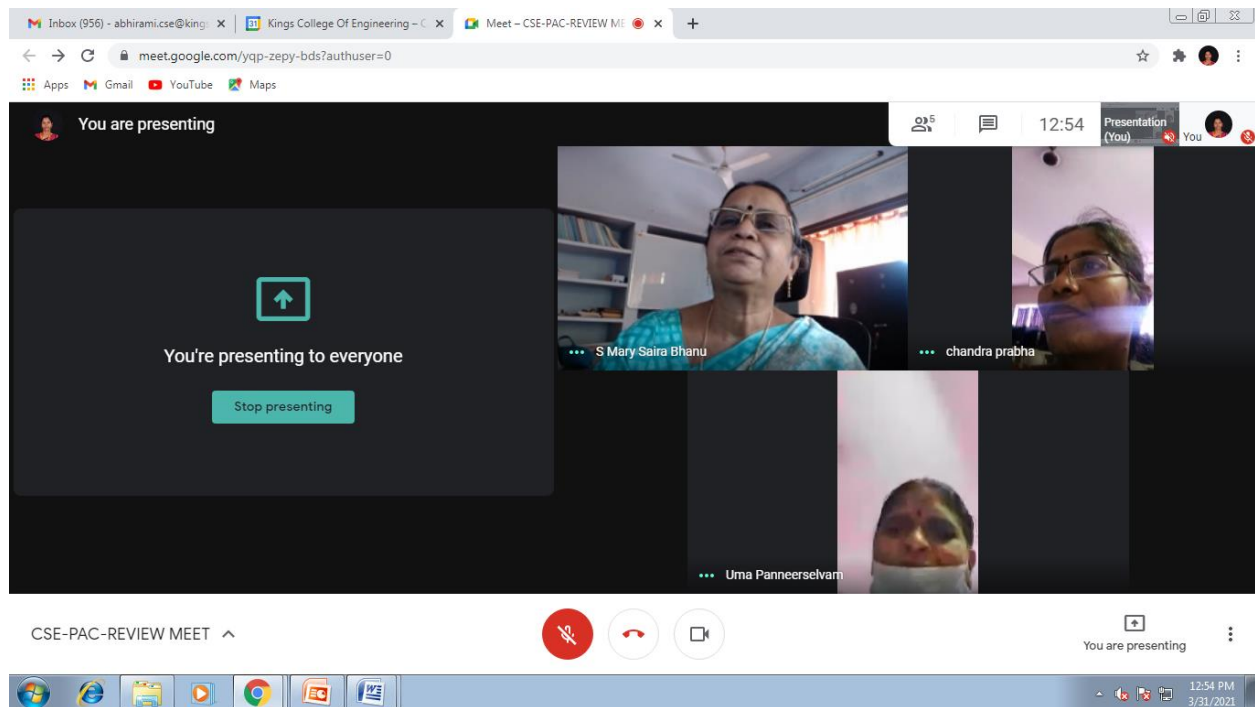 Inbox (956) - abhirami.cse@king
Kings College Of Engineering – C
Meet – CSE-PAC-REVIEW ME
meet.google.com/yqp-zepy-bds?authuser=0
Apps
Gmail
YouTube
Maps
You are presenting
5
12:54
Presentation
(You)
You
You're presenting to everyone
Stop presenting
S Mary Saira Bhanu
chandra prabha
Uma Panneerselvam
CSE-PAC-REVIEW MEET
You are presenting
12:54 PM
3/31/2021